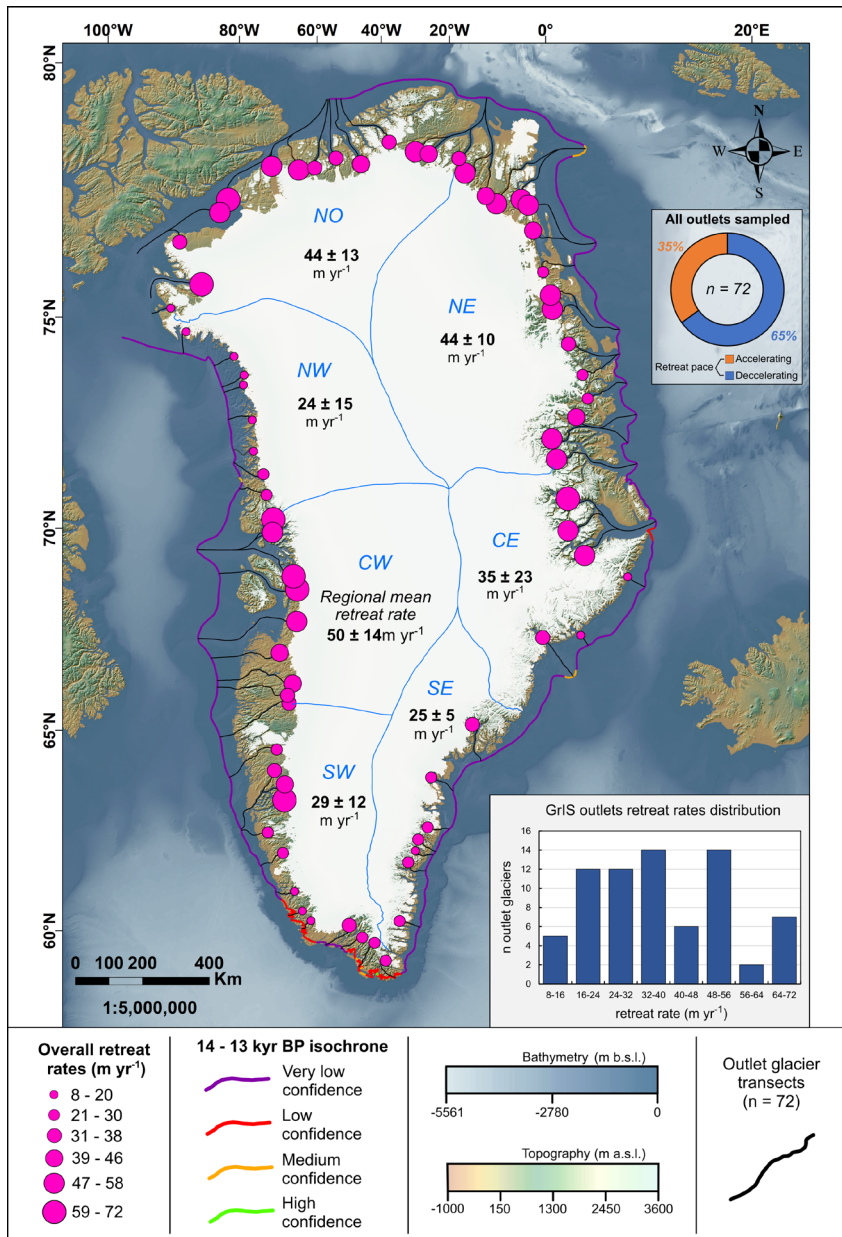 100°W 80°W 60°W 40°W 20°W 0° 20°E
80°N
75°N
70°N
65°N
60°N
N
W E
S
All outlets sampled
35%
n = 72
65%
Retreat pace
Accelerating
Deccelerating
NO
44 ± 13
m yr-1
NE
44 ± 10
m yr-1
NW
24 ± 15
m yr-1
CW
Regional mean
retreat rate
50 ± 14m yr-1
CE
35 ± 23
m yr-1
SE
25 ± 5
m yr-1
SW
29 ± 12
m yr-1
0 100 200 400
Km
1:5,000,000
GrIS outlets retreat rates distribution
n outlet glaciers
16
14
12
10
8
6
4
2
0
8-16 16-24 24-32 32-40 40-48 48-56 56-64 64-72
retreat rate (m yr-1)
Overall retreat
rates (m yr-1)
8 - 20
21 - 30
31 - 38
39 - 46
47 - 58
59 - 72
14 - 13 kyr BP isochrone
Very low
confidence
Low
confidence
Medium
confidence
High
confidence
Bathymetry (m b.s.l.)
-5561 -2780 0
Topography (m a.s.l.)
-1000 150 1300 2450 3600
Outlet glacier
transects
(n = 72)